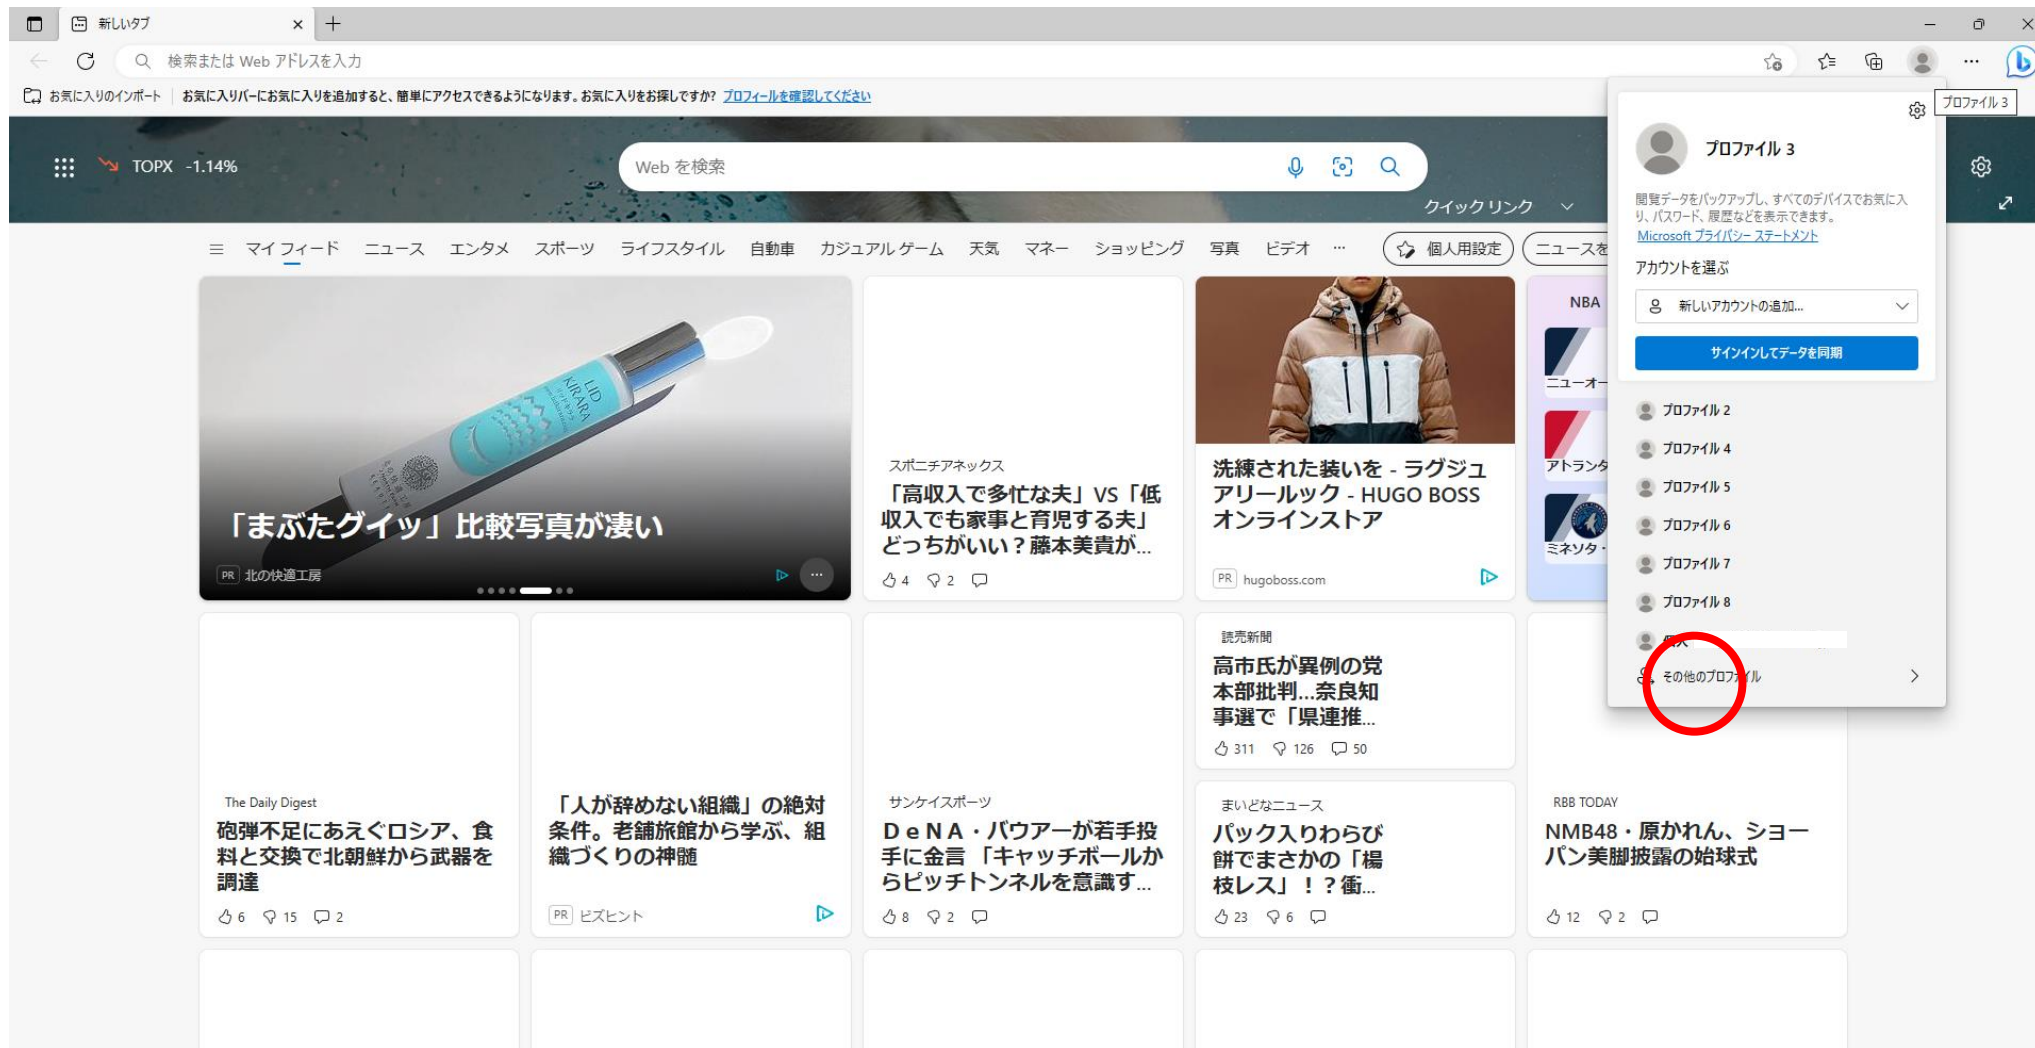 新しいタブ
検索または Web アドレスを入力
お気に入りのインポート
お気に入りバーにお気に入りを追加すると、簡単にアクセスできるようになります。お気に入りをお探しですか? プロフィールを確認してください
プロファイル 3
TOPX -1.14%
Web を検索
クイック リンク
プロファイル 3
閲覧データをバックアップし、すべてのデバイスでお気に入
り、パスワード、履歴などを表示できます。
Microsoft プライバシー ステートメント
アカウントを選ぶ
新しいアカウントの追加...
サインインしてデータを同期
プロファイル 2
プロファイル 4
プロファイル 5
プロファイル 6
プロファイル 7
プロファイル 8
その他のプロファイル
マイ フィード ニュース エンタメ スポーツ ライフスタイル 自動車 カジュアル ゲーム 天気 マネー ショッピング 写真 ビデオ ... 個人用設定 ニュースを
LID
KIRARA
「まぶたグイッ」比較写真が凄い
PR 北の快適工房
スポニチアネックス
「高収入で多忙な夫」VS「低
収入でも家事と育児する夫」
どっちがいい？藤本美貴が...
4 2
洗練された装いを - ラグジュ
アリールック - HUGO BOSS
オンラインストア
PR hugoboss.com
NBA
ニューオー
アトランタ
ミネソタ・
読売新聞
高市氏が異例の党
本部批判...奈良知
事選で「県連推...
311 126 50
The Daily Digest
砲弾不足にあえぐロシア、食
料と交換で北朝鮮から武器を
調達
6 15 2
「人が辞めない組織」の絶対
条件。老舗旅館から学ぶ、組
織づくりの神髄
PR ビズヒント
サンケイスポーツ
ＤｅＮＡ・バウアーが若手投
手に金言 「キャッチボールか
らピッチトンネルを意識す...
8 2
まいどなニュース
パック入りわらび
餅でまさかの「楊
枝レス」！？衝...
23 6
RBB TODAY
NMB48・原かれん、ショー
パン美脚披露の始球式
12 2